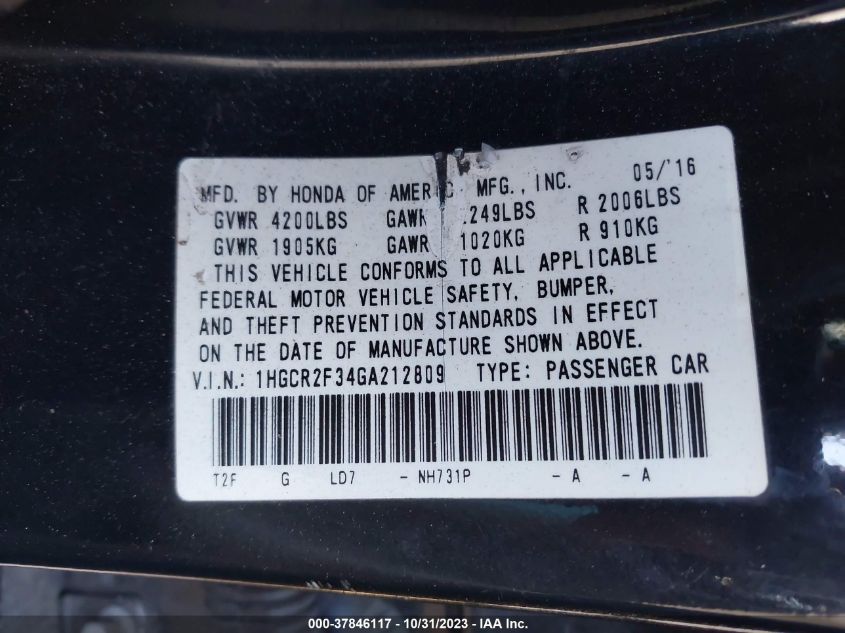 MFD. BY HONDA OF AMERIC MFG., INC. 05/'16
GVWR 4200LBS GAWR 249LBS R 2006LBS
GVWR 1905KG GAWR 1020KG R 910KG
THIS VEHICLE CONFORMS TO ALL APPLICABLE
FEDERAL MOTOR VEHICLE SAFETY, BUMPER,
AND THEFT PREVENTION STANDARDS IN EFFECT
ON THE DATE OF MANUFACTURE SHOWN ABOVE.
V.I.N.: 1HGCR2F34GA212809 TYPE: PASSENGER CAR
T2F G LD7 - NH731P - A - A
000-37846117 - 10/31/2023 - IAA Inc.